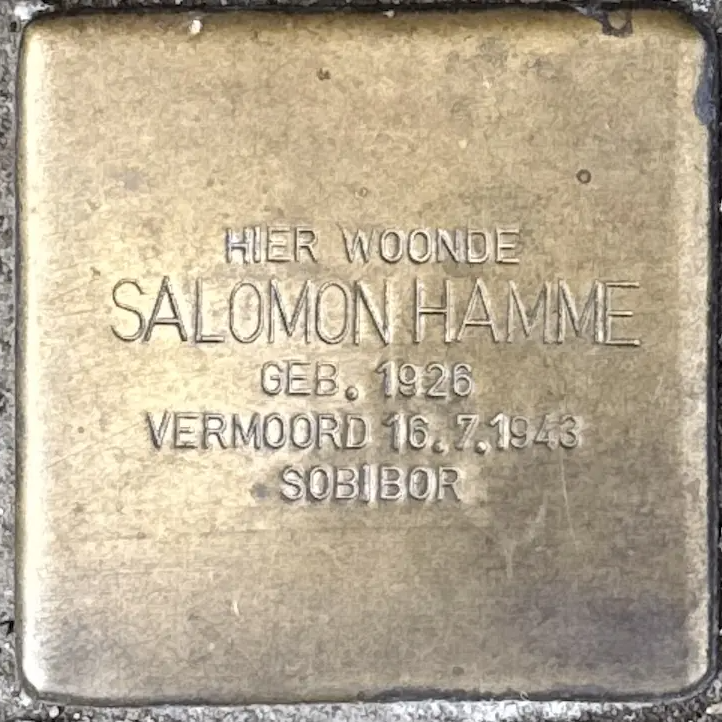 HIER WOONDE
SALOMON HAMME
GEB. 1926
VERMOORD 16.7.1943
SOBIBOR